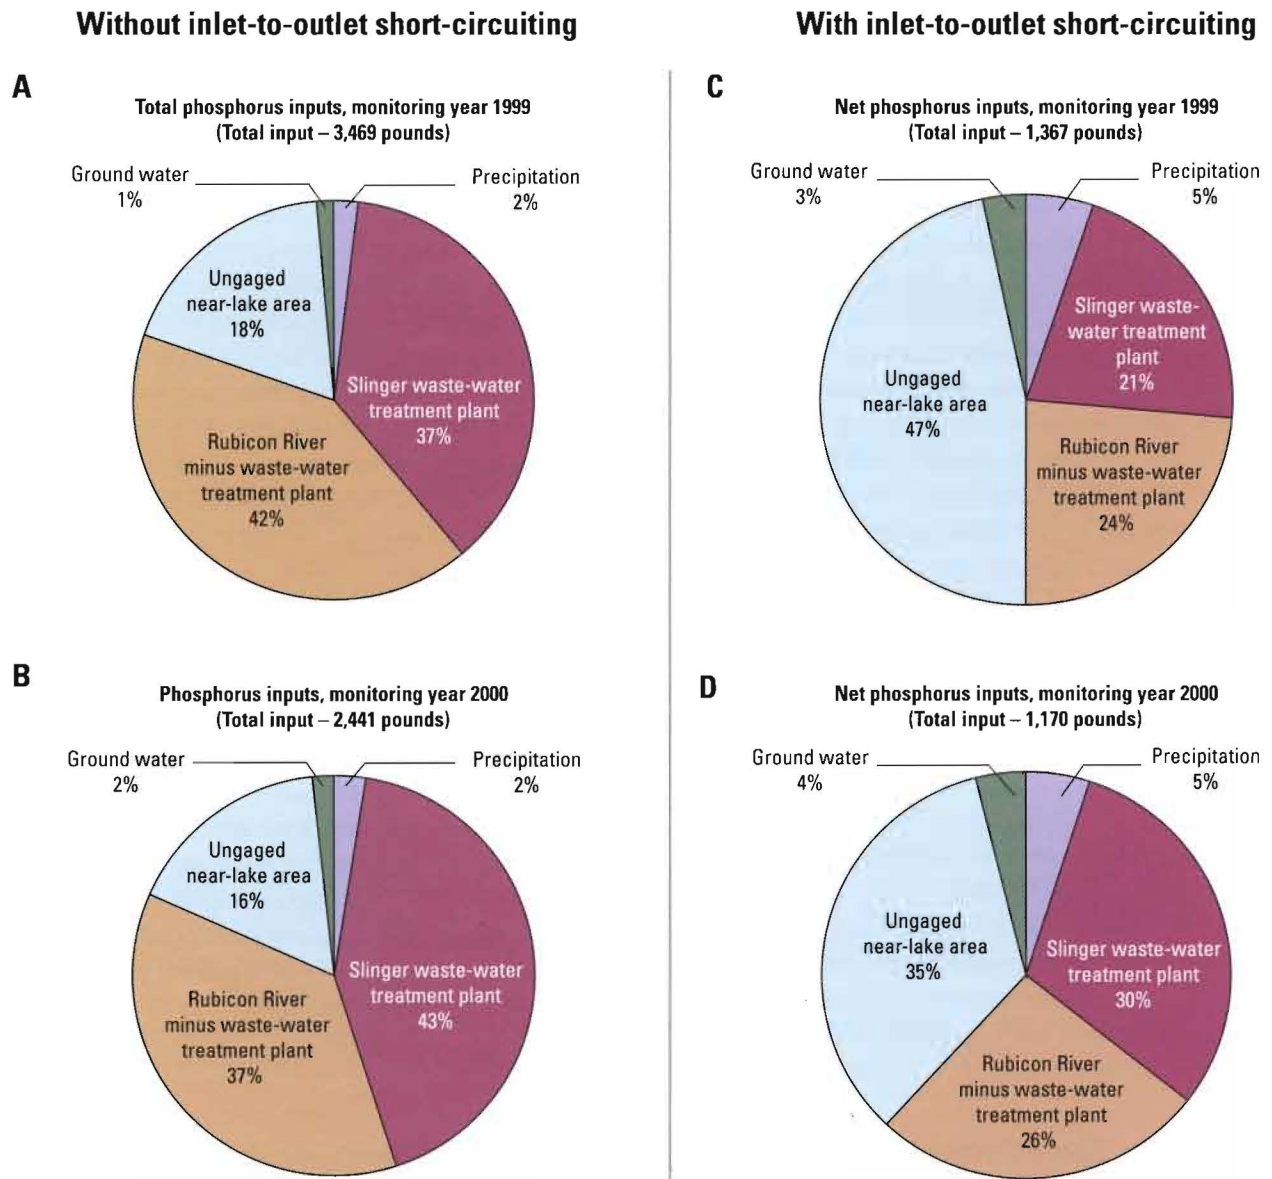 Without inlet-to-outlet short-circuiting
With inlet-to-outlet short-circuiting
A
Total phosphorus inputs, monitoring year 1999
(Total input – 3,469 pounds)
Ground water
1%
Precipitation
2%
Ungaged
near-lake area
18%
Slinger waste-water
treatment plant
37%
Rubicon River
minus waste-water
treatment plant
42%
C
Net phosphorus inputs, monitoring year 1999
(Total input – 1,367 pounds)
Ground water
3%
Precipitation
5%
Slinger waste-
water treatment
plant
21%
Ungaged
near-lake area
47%
Rubicon River
minus waste-water
treatment plant
24%
B
Phosphorus inputs, monitoring year 2000
(Total input – 2,441 pounds)
Ground water
2%
Precipitation
2%
Ungaged
near-lake area
16%
Slinger waste-water
treatment plant
43%
Rubicon River
minus waste-water
treatment plant
37%
D
Net phosphorus inputs, monitoring year 2000
(Total input – 1,170 pounds)
Ground water
4%
Precipitation
5%
Ungaged
near-lake area
35%
Slinger waste-water
treatment plant
30%
Rubicon River
minus waste-water
treatment plant
26%